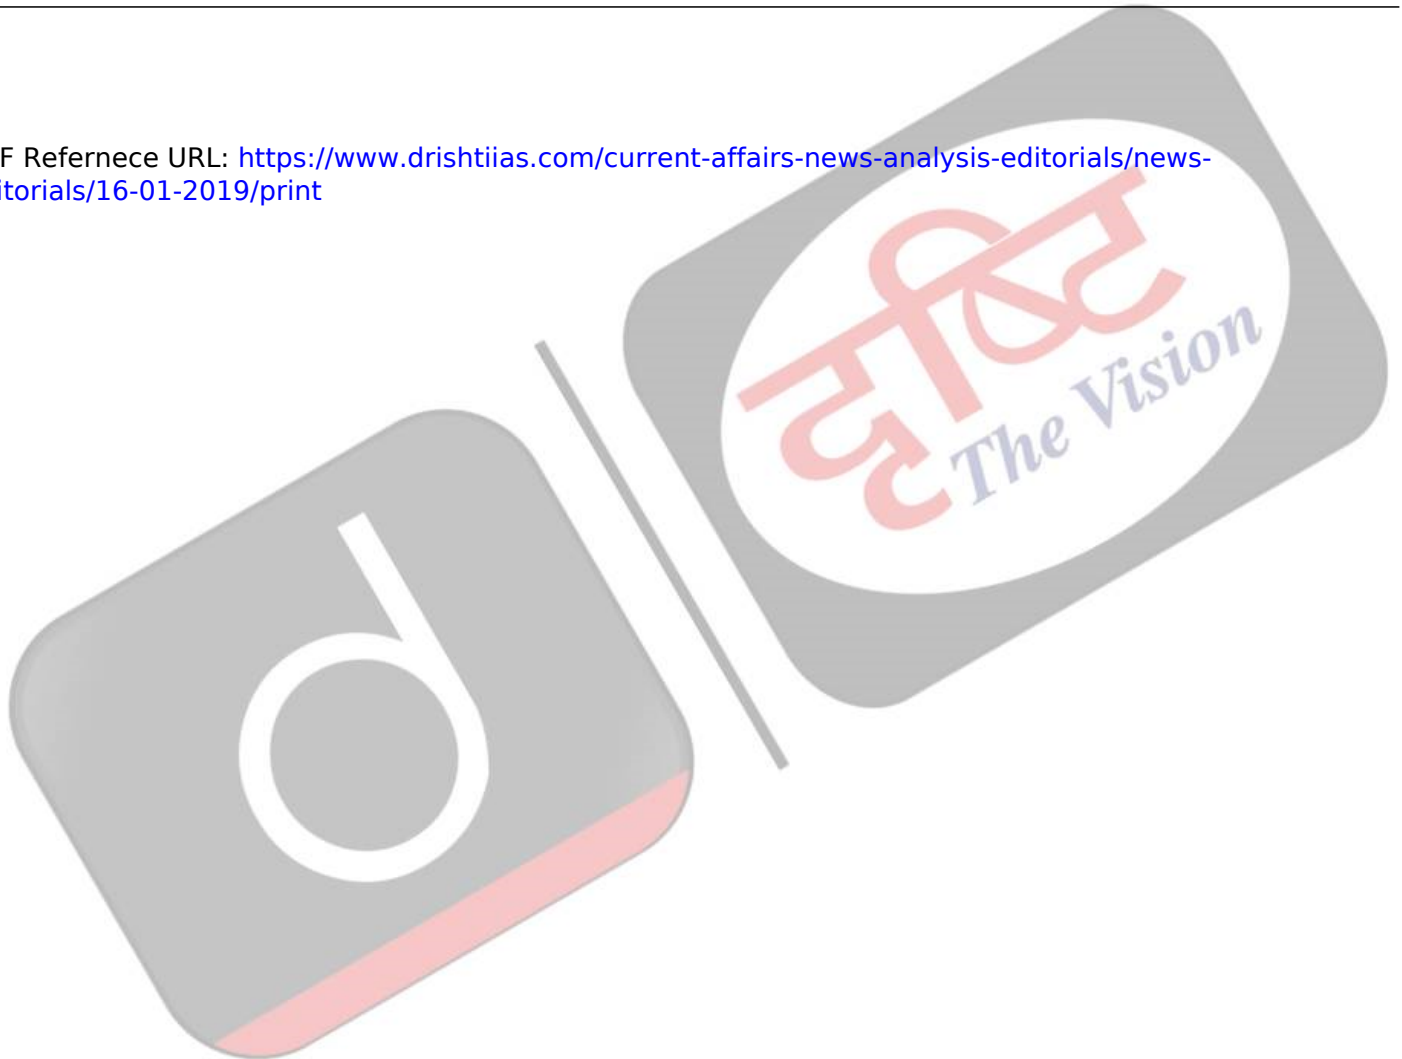 F Refernece URL: https://www.drishtiias.com/current-affairs-news-analysis-editorials/news-
itorials/16-01-2019/print
दृष्टि
The Vision
d